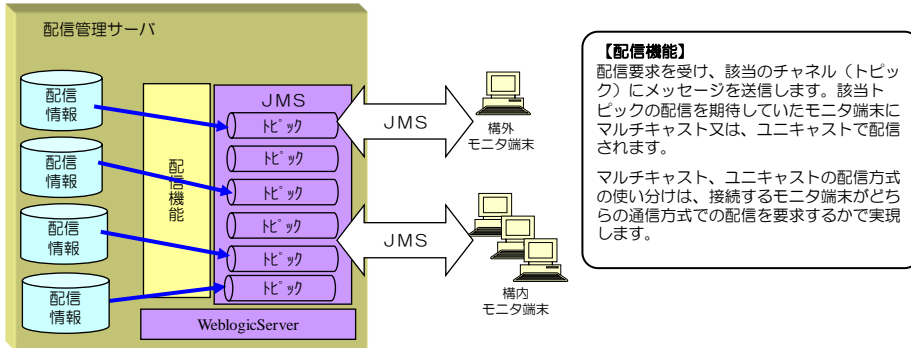 配信管理サーバ
配信
情報
配信
情報
配信
情報
配信
情報
配信機能
JMS
ﾄﾋﾟｯｸ
ﾄﾋﾟｯｸ
ﾄﾋﾟｯｸ
ﾄﾋﾟｯｸ
ﾄﾋﾟｯｸ
ﾄﾋﾟｯｸ
WeblogicServer
JMS
JMS
構外
モニタ端末
構内
モニタ端末
【配信機能】
配信要求を受け、該当のチャネル（トピッ
ク）にメッセージを送信します。該当ト
ピックの配信を期待していたモニタ端末に
マルチキャスト又は、ユニキャストで配信
されます。
マルチキャスト、ユニキャストの配信方式
の使い分けは、接続するモニタ端末がどち
らの通信方式での配信を要求するかで実現
します。